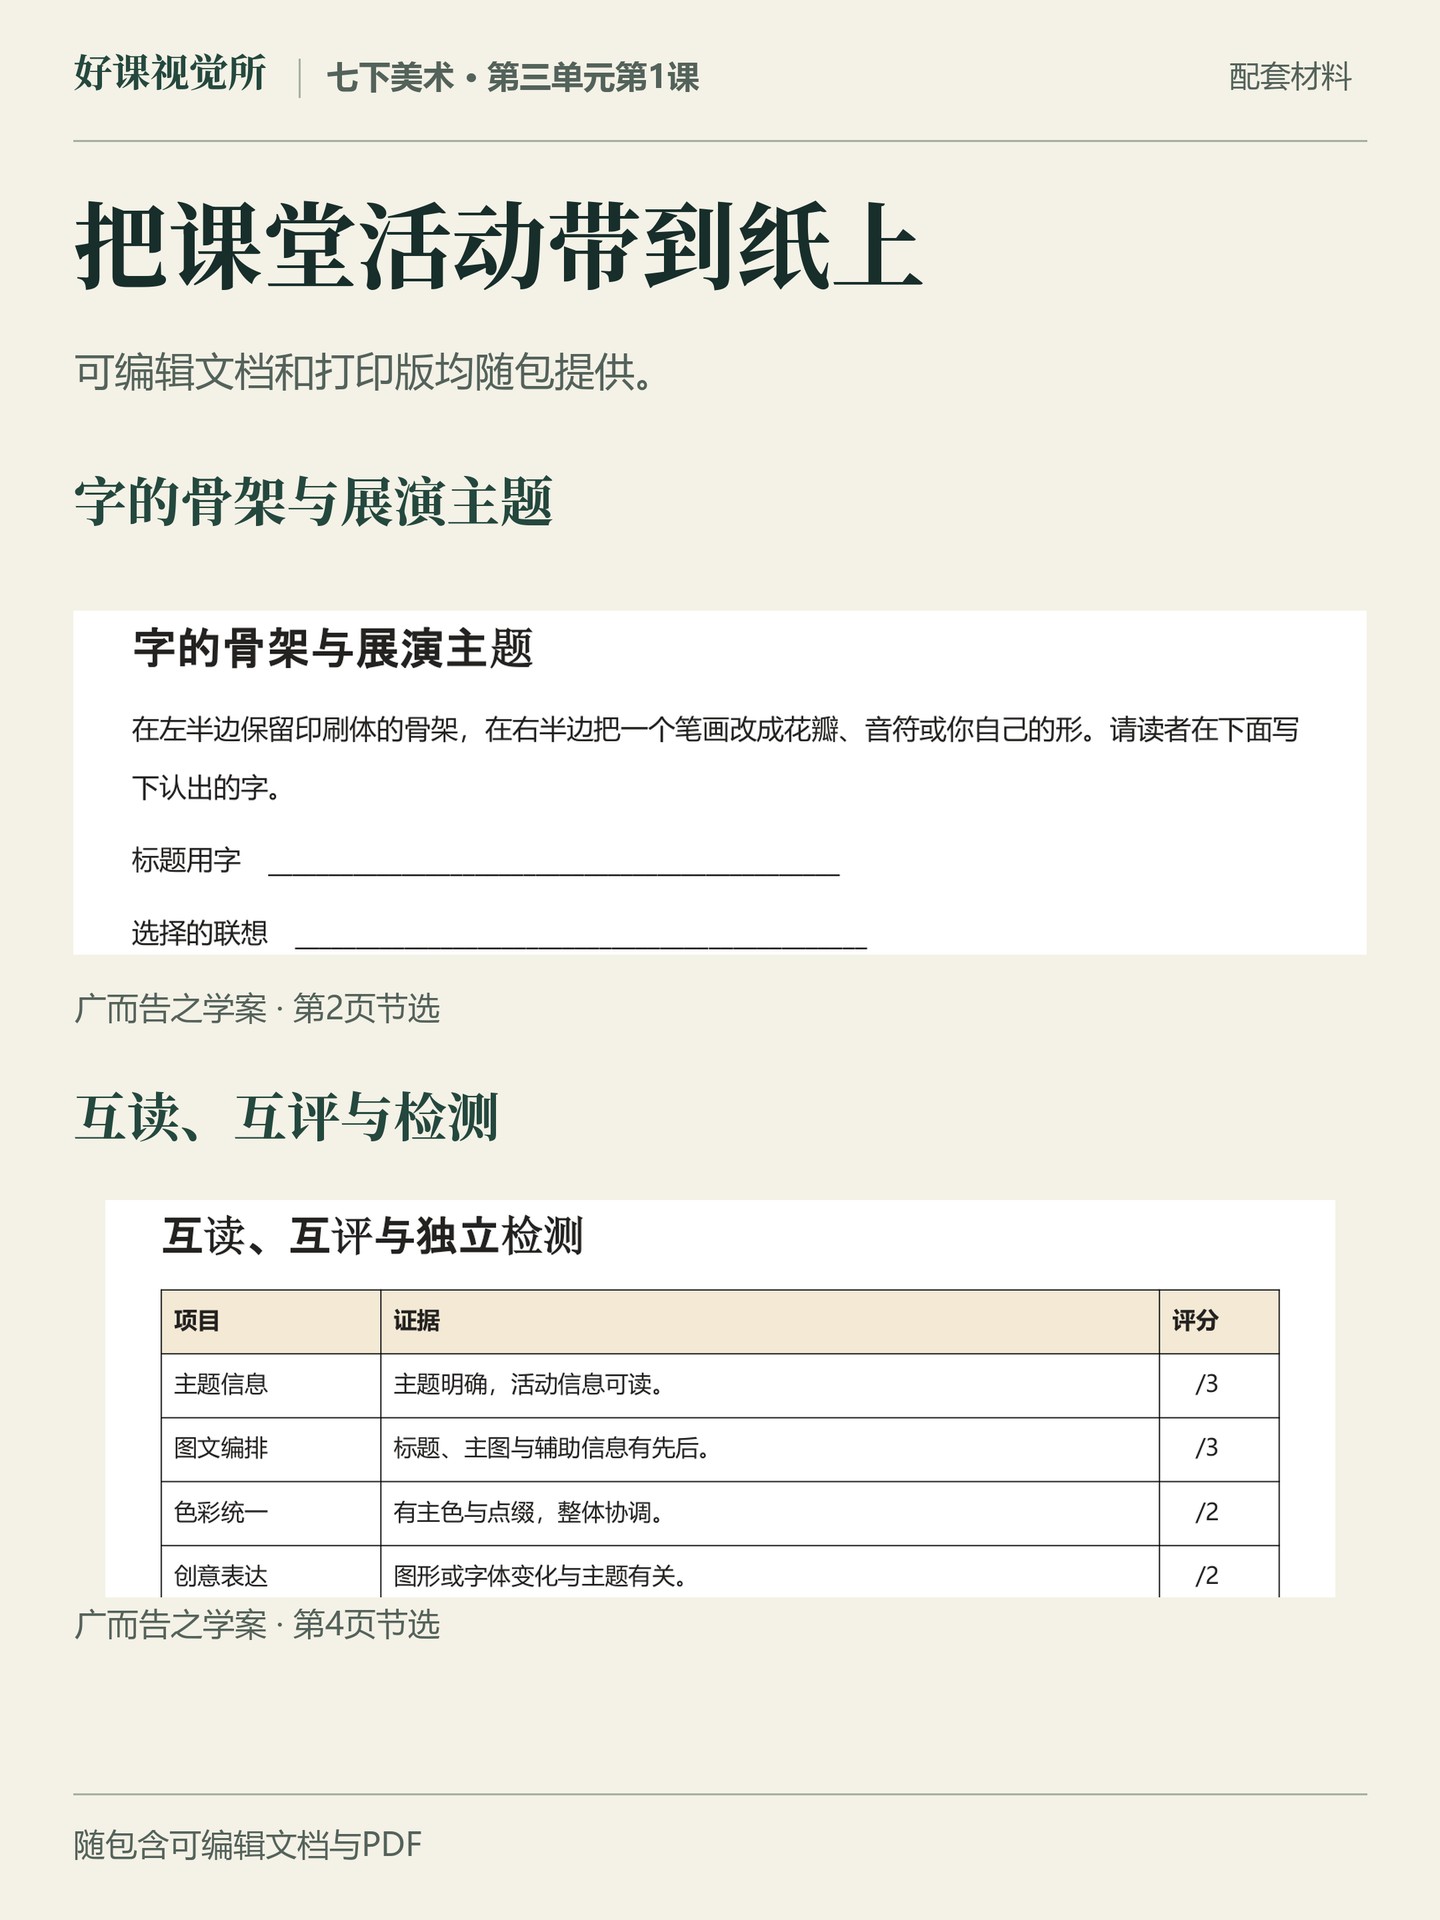 好课视觉所 | 七下美术·第三单元第1课 配套材料
把课堂活动带到纸上
可编辑文档和打印版均随包提供。
字的骨架与展演主题
字的骨架与展演主题
在左半边保留印刷体的骨架，在右半边把一个笔画改成花瓣、音符或你自己的形。请读者在下面写
下认出的字。
标题用字 ____________________
选择的联想 ____________________
广而告之学案·第2页节选
互读、互评与检测
互读、互评与独立检测
项目 证据 评分
主题信息 主题明确，活动信息可读。 /3
图文编排 标题、主图与辅助信息有先后。 /3
色彩统一 有主色与点缀，整体协调。 /2
创意表达 图形或字体变化与主题有关。 /2
广而告之学案·第4页节选
随包含可编辑文档与PDF